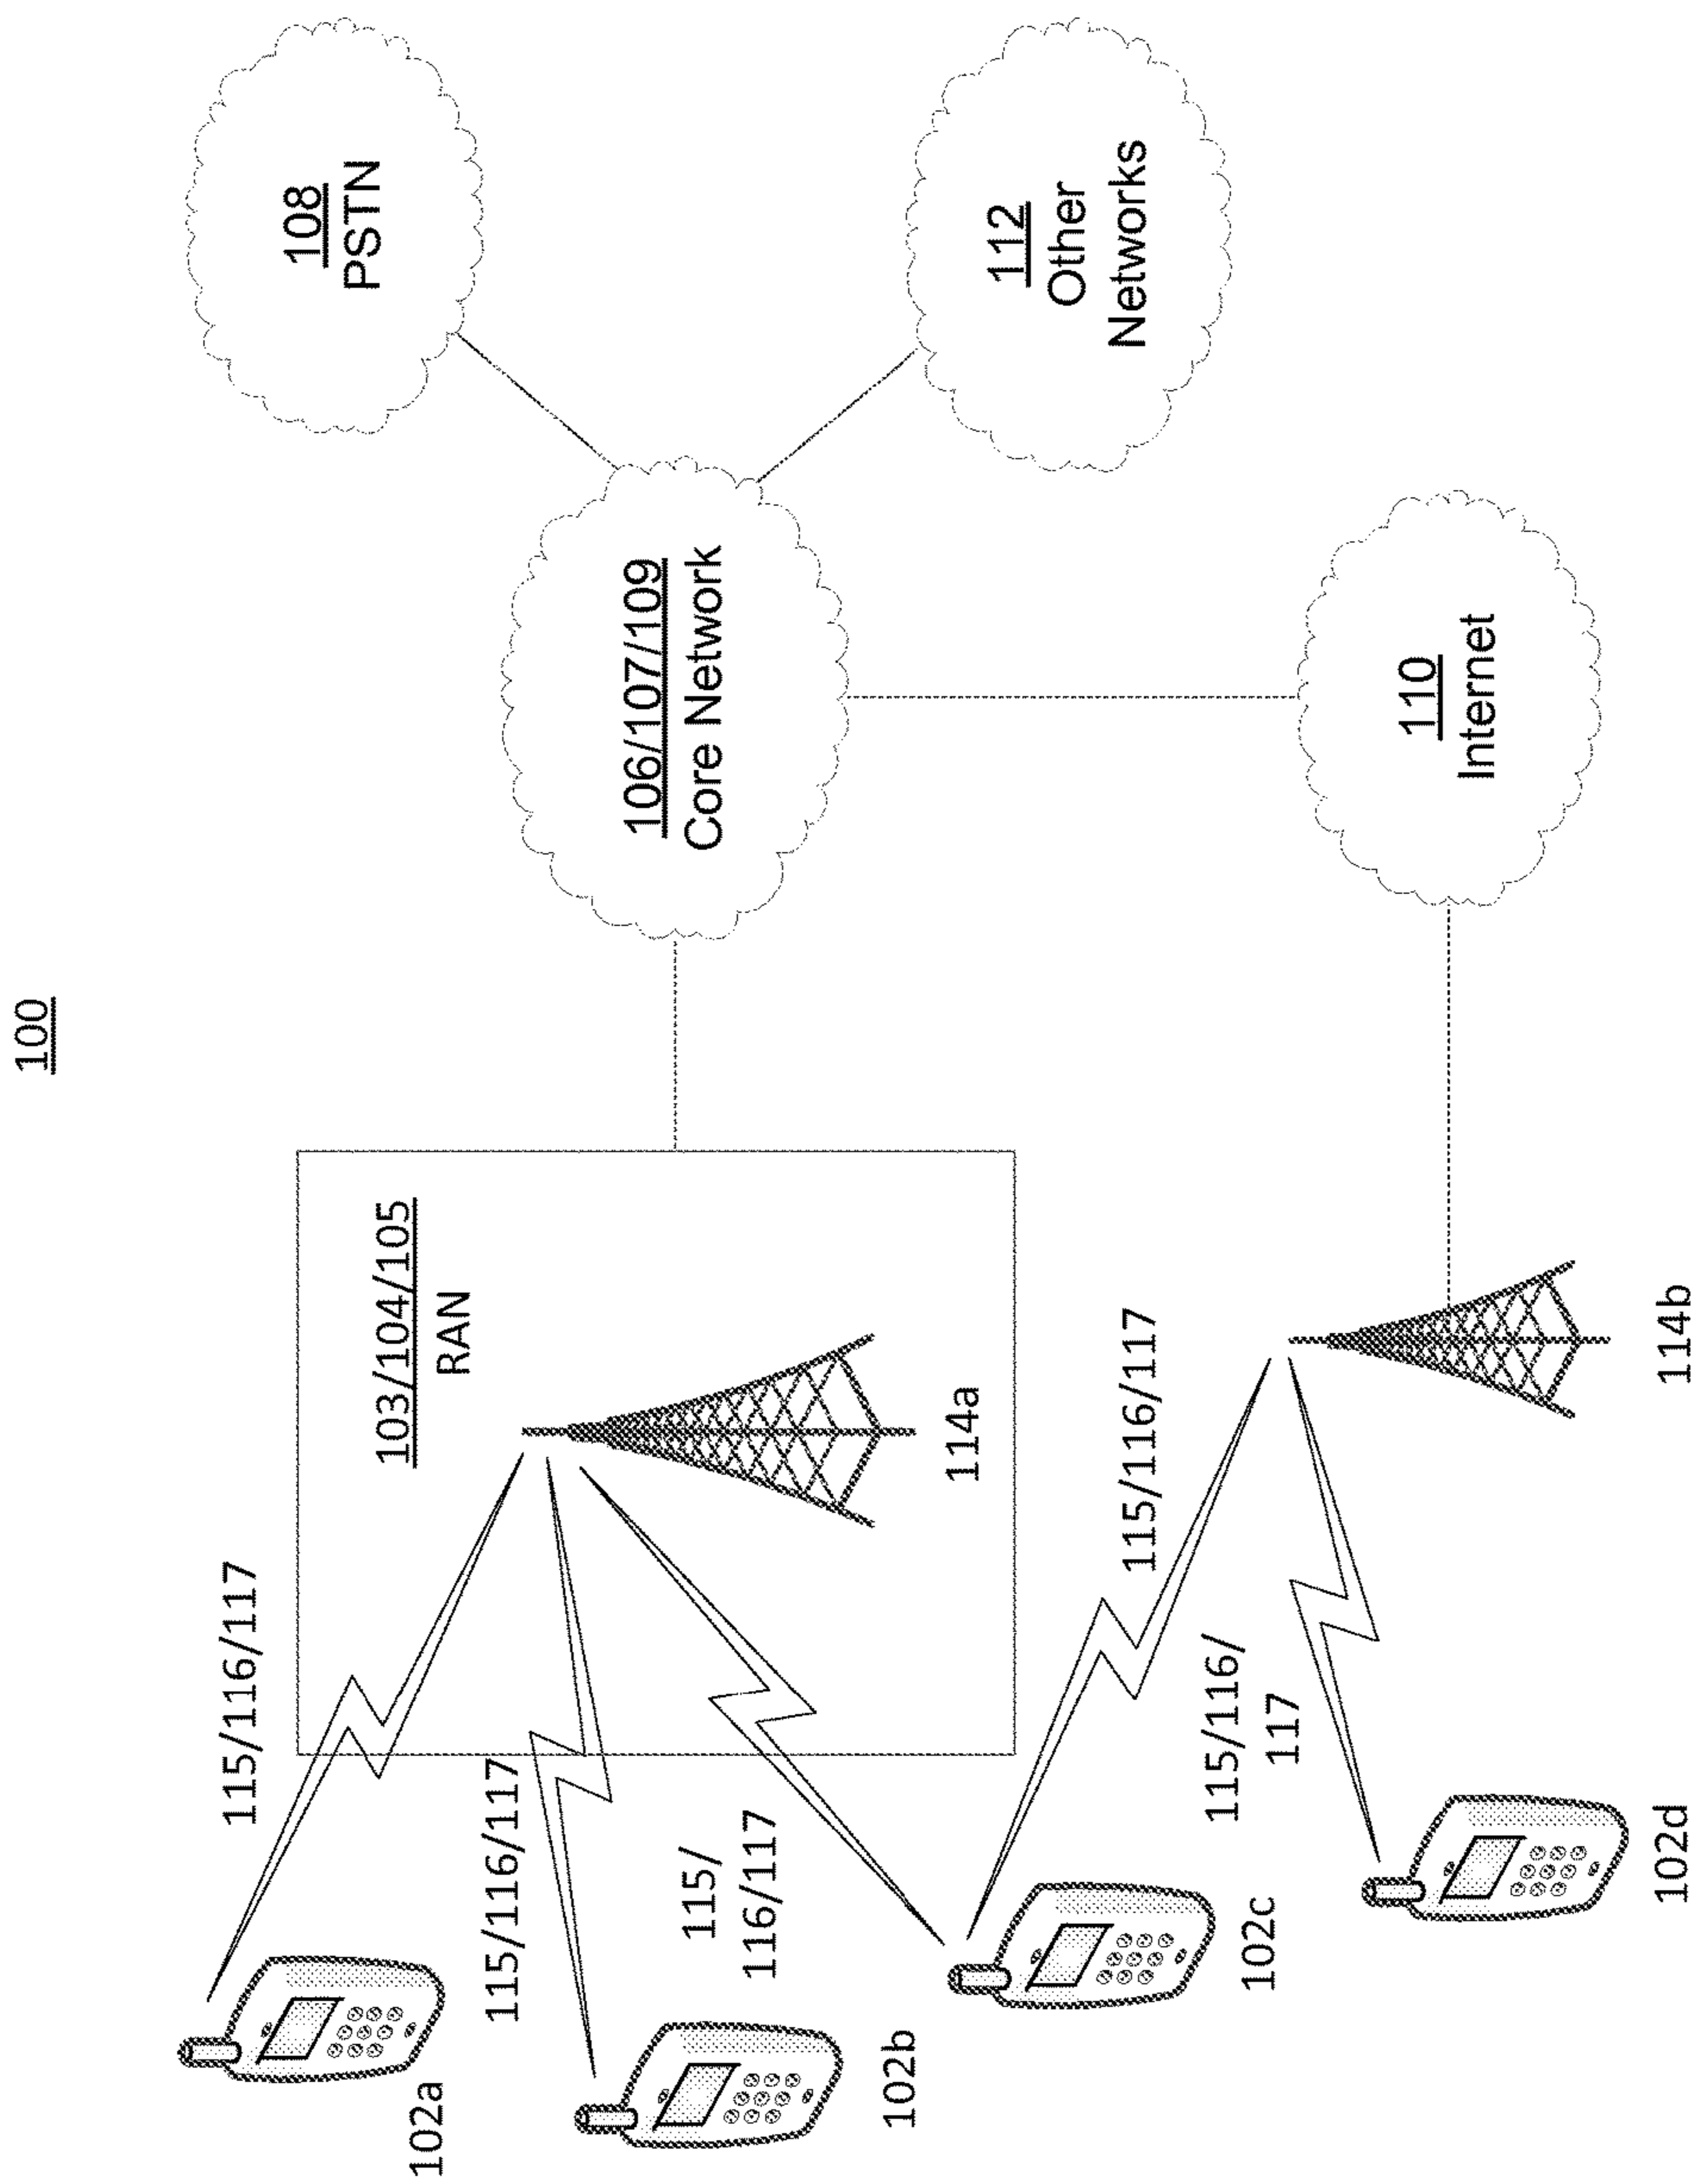 100
108
PSTN
106/107/109
Core Network
112
Other
Networks
110
Internet
103/104/105
RAN
114a
114b
115/116/117
115/116/117
115/
116/117
115/116/117
115/116/
117
102a
102b
102c
102d